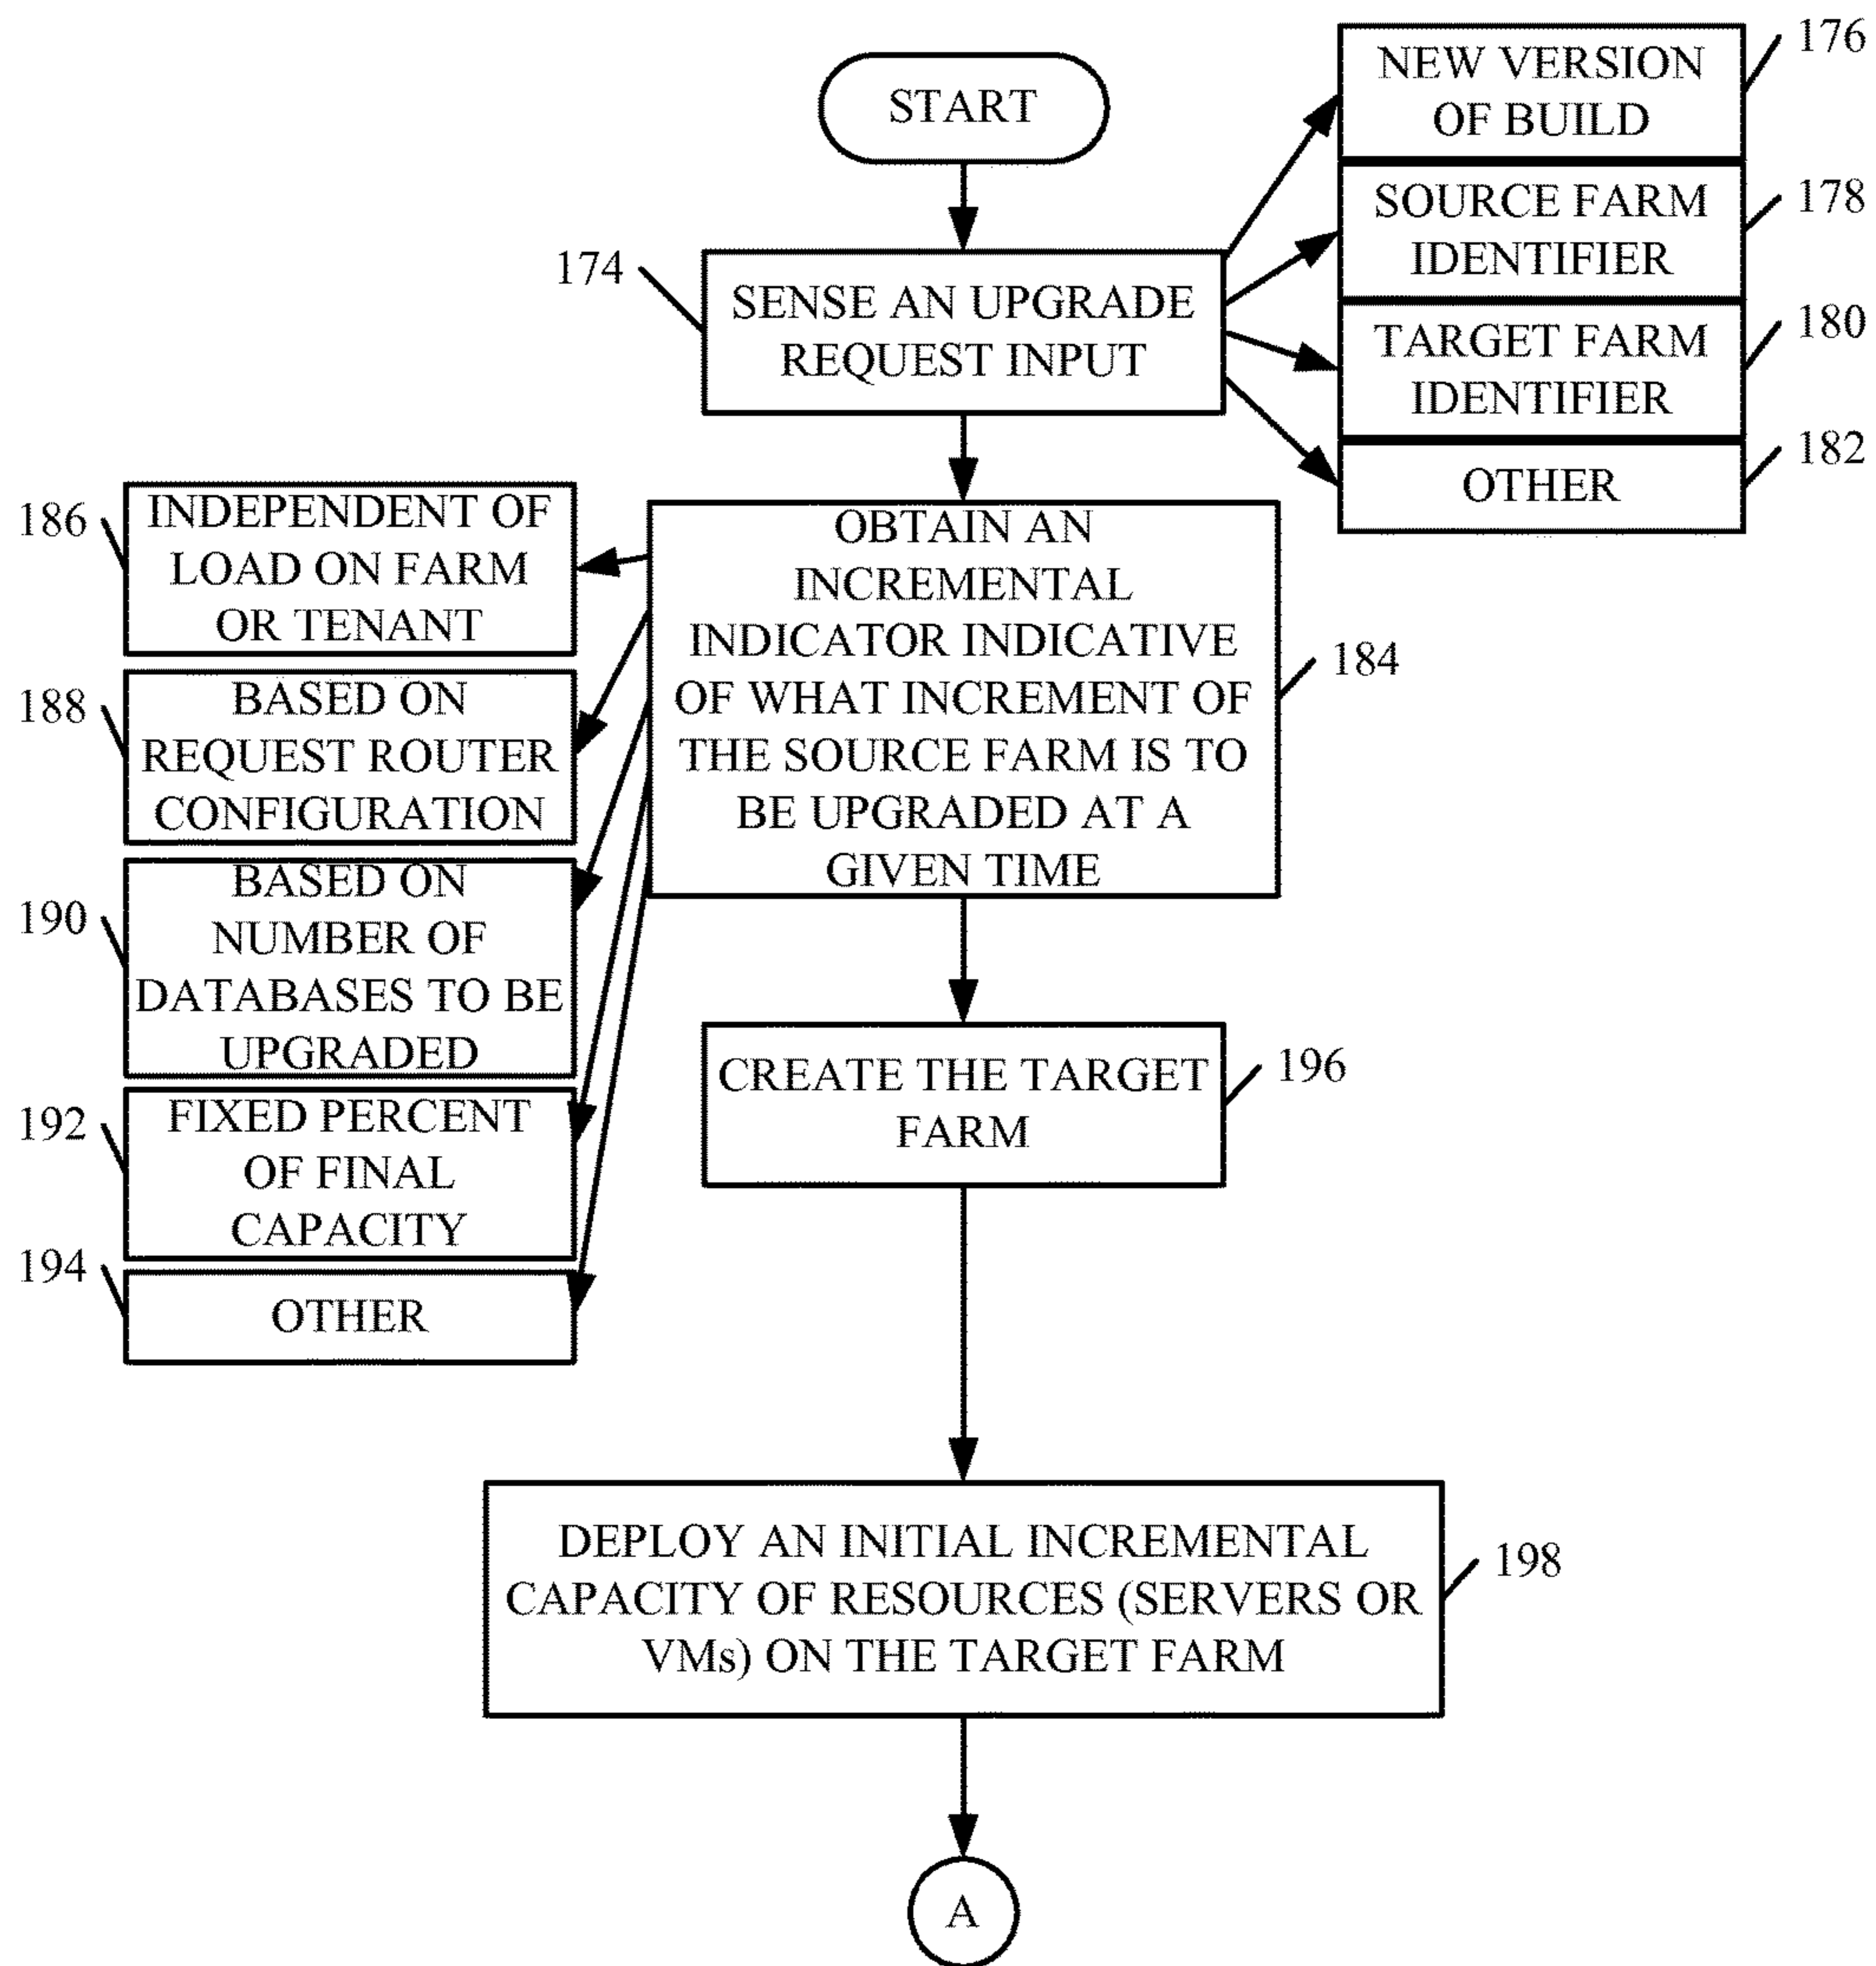 START
NEW VERSION
OF BUILD
176
SOURCE FARM
IDENTIFIER
178
174
SENSE AN UPGRADE
REQUEST INPUT
TARGET FARM
IDENTIFIER
180
OTHER
182
186
INDEPENDENT OF
LOAD ON FARM
OR TENANT
OBTAIN AN
INCREMENTAL
INDICATOR INDICATIVE
OF WHAT INCREMENT OF
THE SOURCE FARM IS TO
BE UPGRADED AT A
GIVEN TIME
184
188
BASED ON
REQUEST ROUTER
CONFIGURATION
190
BASED ON
NUMBER OF
DATABASES TO BE
UPGRADED
192
FIXED PERCENT
OF FINAL
CAPACITY
194
OTHER
CREATE THE TARGET
FARM
196
DEPLOY AN INITIAL INCREMENTAL
CAPACITY OF RESOURCES (SERVERS OR
VMs) ON THE TARGET FARM
198
A